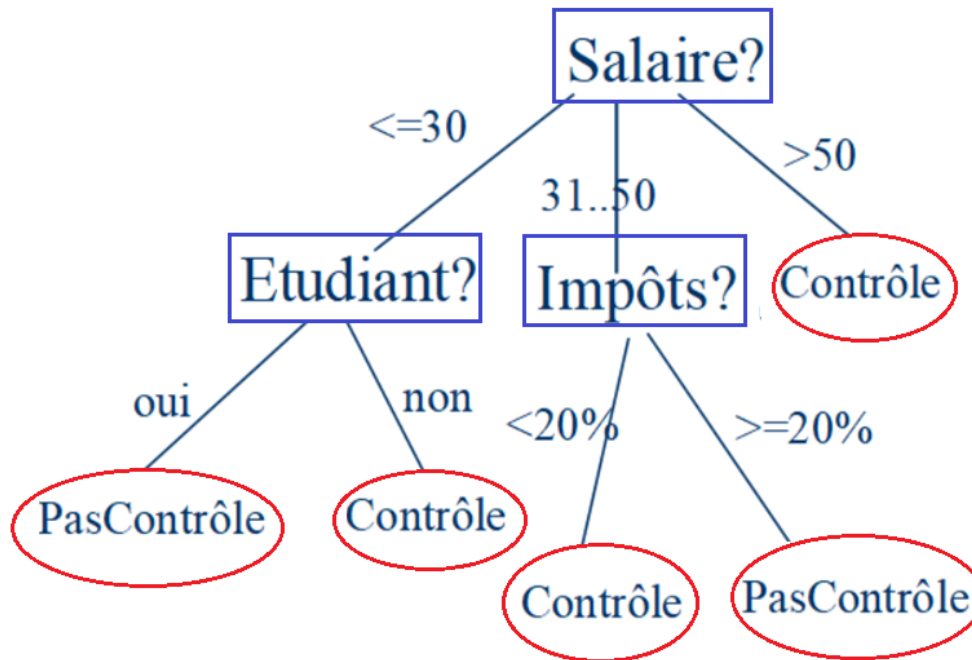 Salaire?
<=30
>50
31..50
Etudiant?
Impôts?
Contrôle
oui
non
<20%
>=20%
PasContrôle
Contrôle
Contrôle
PasContrôle